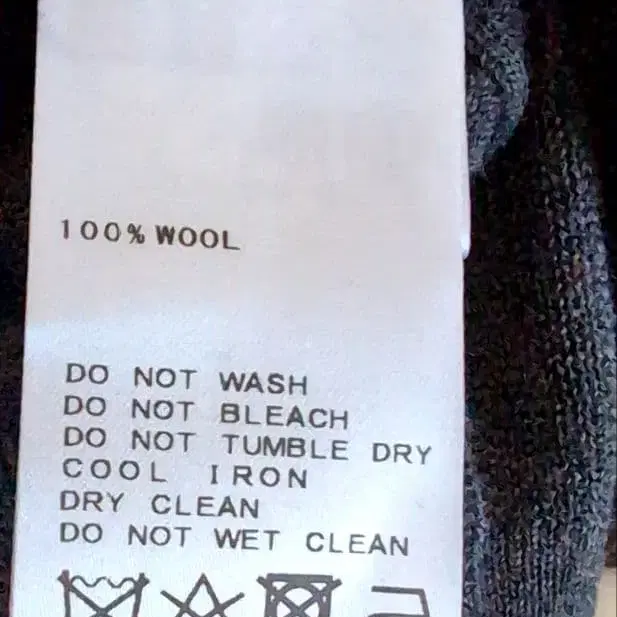 100% WOOL
DO NOT WASH
DO NOT BLEACH
DO NOT TUMBLE DRY
COOL IRON
DRY CLEAN
DO NOT WET CLEAN